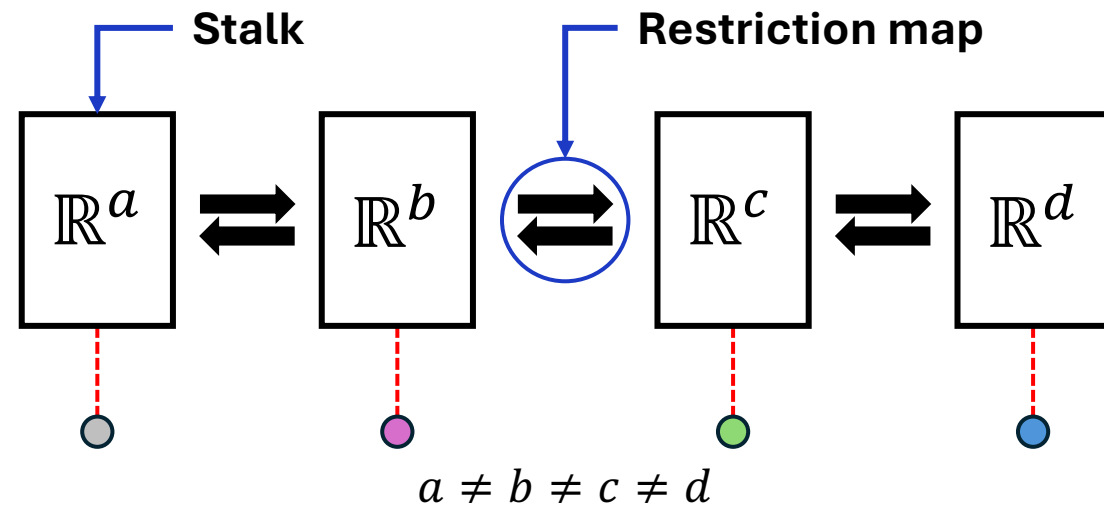 Stalk Restriction map
ℝ^a ℝ^b ℝ^c ℝ^d
a ≠ b ≠ c ≠ d